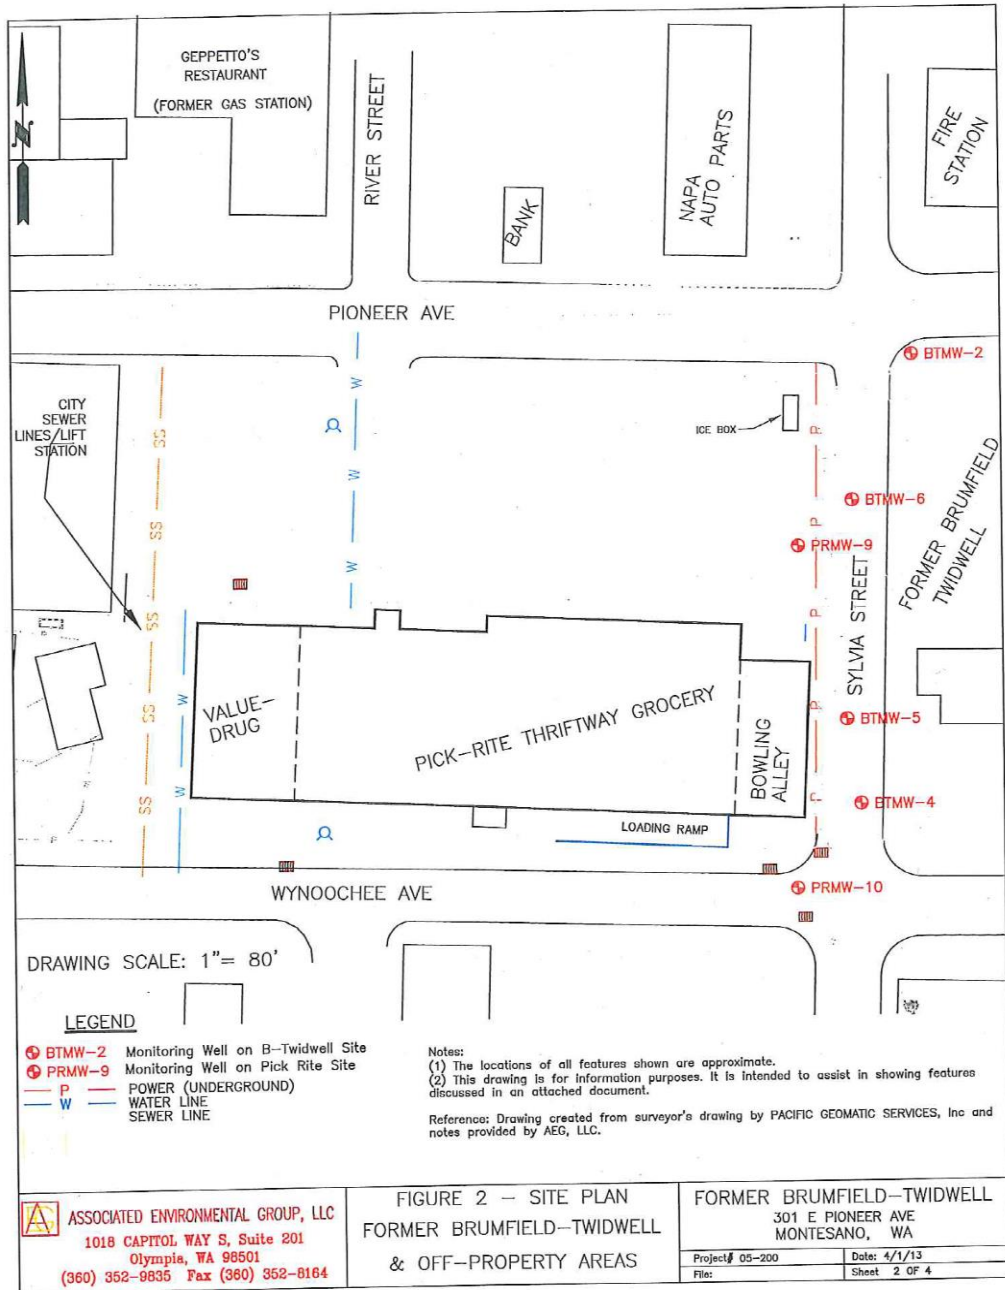 GEPPETTO'S
RESTAURANT
(FORMER GAS STATION)
RIVER STREET
BANK
NAPA
AUTO PARTS
FIRE
STATION
N
PIONEER AVE
BTMW-2
CITY
SEWER
LINES/LIFT
STATION
SS
SS
SS
SS
SS
W
W
W
W
W
ICE BOX
P
P
P
P
P
BTMW-6
PRMW-9
FORMER BRUMFIELD
TWIDWELL
SYLVIA STREET
VALUE-
DRUG
PICK-RITE THRIFTWAY GROCERY
BOWLING
ALLEY
BTMW-5
BTMW-4
LOADING RAMP
WYNOOCHEE AVE
PRMW-10
DRAWING SCALE: 1"= 80'
LEGEND
BTMW-2 Monitoring Well on B-Twidwell Site
PRMW-9 Monitoring Well on Pick Rite Site
P POWER (UNDERGROUND)
W WATER LINE
SEWER LINE
Notes:
(1) The locations of all features shown are approximate.
(2) This drawing is for information purposes. It is intended to assist in showing features
discussed in an attached document.
Reference: Drawing created from surveyor's drawing by PACIFIC GEOMATIC SERVICES, Inc and
notes provided by AEG, LLC.
AEG
ASSOCIATED ENVIRONMENTAL GROUP, LLC
1018 CAPITOL WAY S, Suite 201
Olympia, WA 98501
(360) 352-9835 Fax (360) 352-8164
FIGURE 2 - SITE PLAN
FORMER BRUMFIELD-TWIDWELL
& OFF-PROPERTY AREAS
FORMER BRUMFIELD-TWIDWELL
301 E PIONEER AVE
MONTESANO, WA
Project# 05-200
Date: 4/1/13
File:
Sheet 2 OF 4